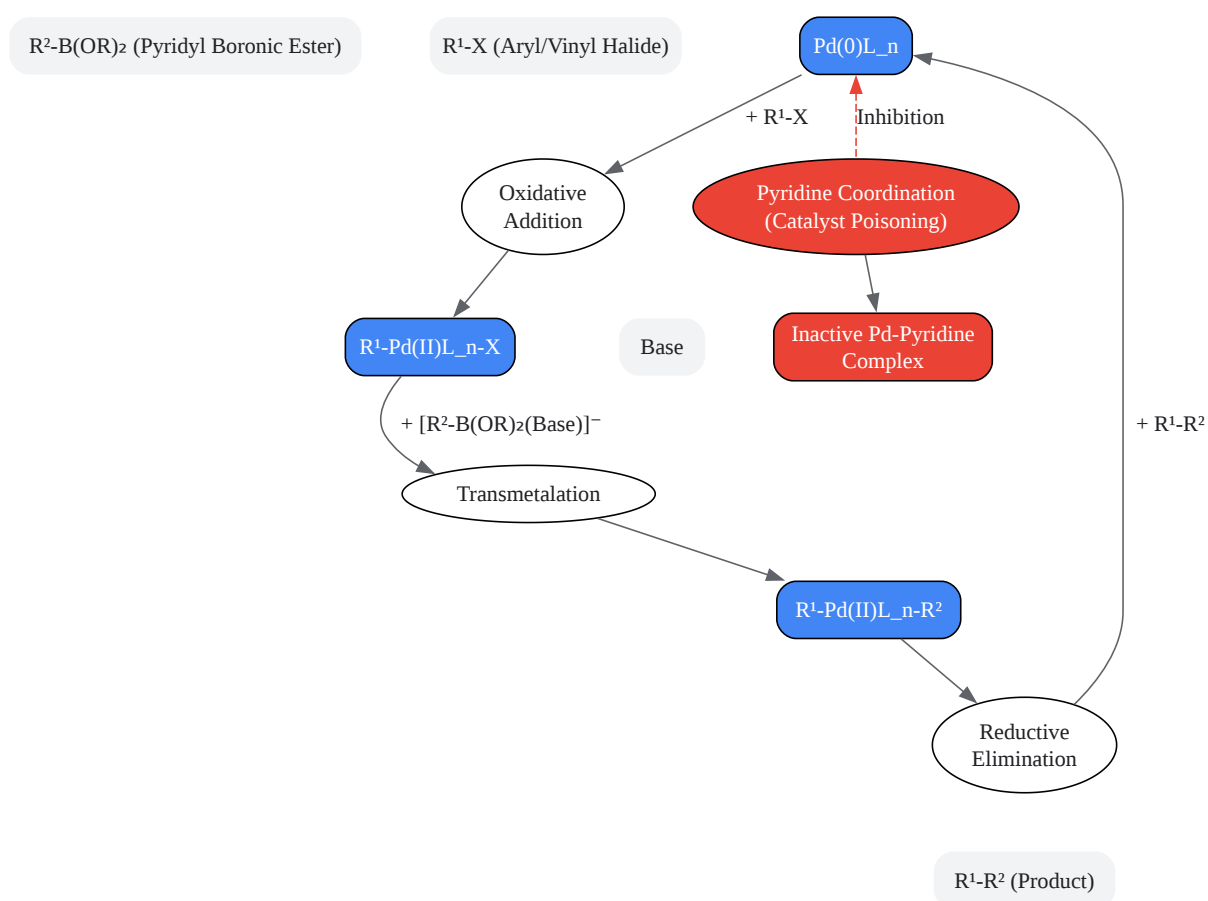 R²-B(OR)₂ (Pyridyl Boronic Ester)
R¹-X (Aryl/Vinyl Halide)
Pd(0)L_n
+ R¹-X
Inhibition
Oxidative
Addition
Pyridine Coordination
(Catalyst Poisoning)
R¹-Pd(II)L_n-X
Base
Inactive Pd-Pyridine
Complex
+ [R²-B(OR)₂(Base)]⁻
+ R¹-R²
Transmetalation
R¹-Pd(II)L_n-R²
Reductive
Elimination
R¹-R² (Product)